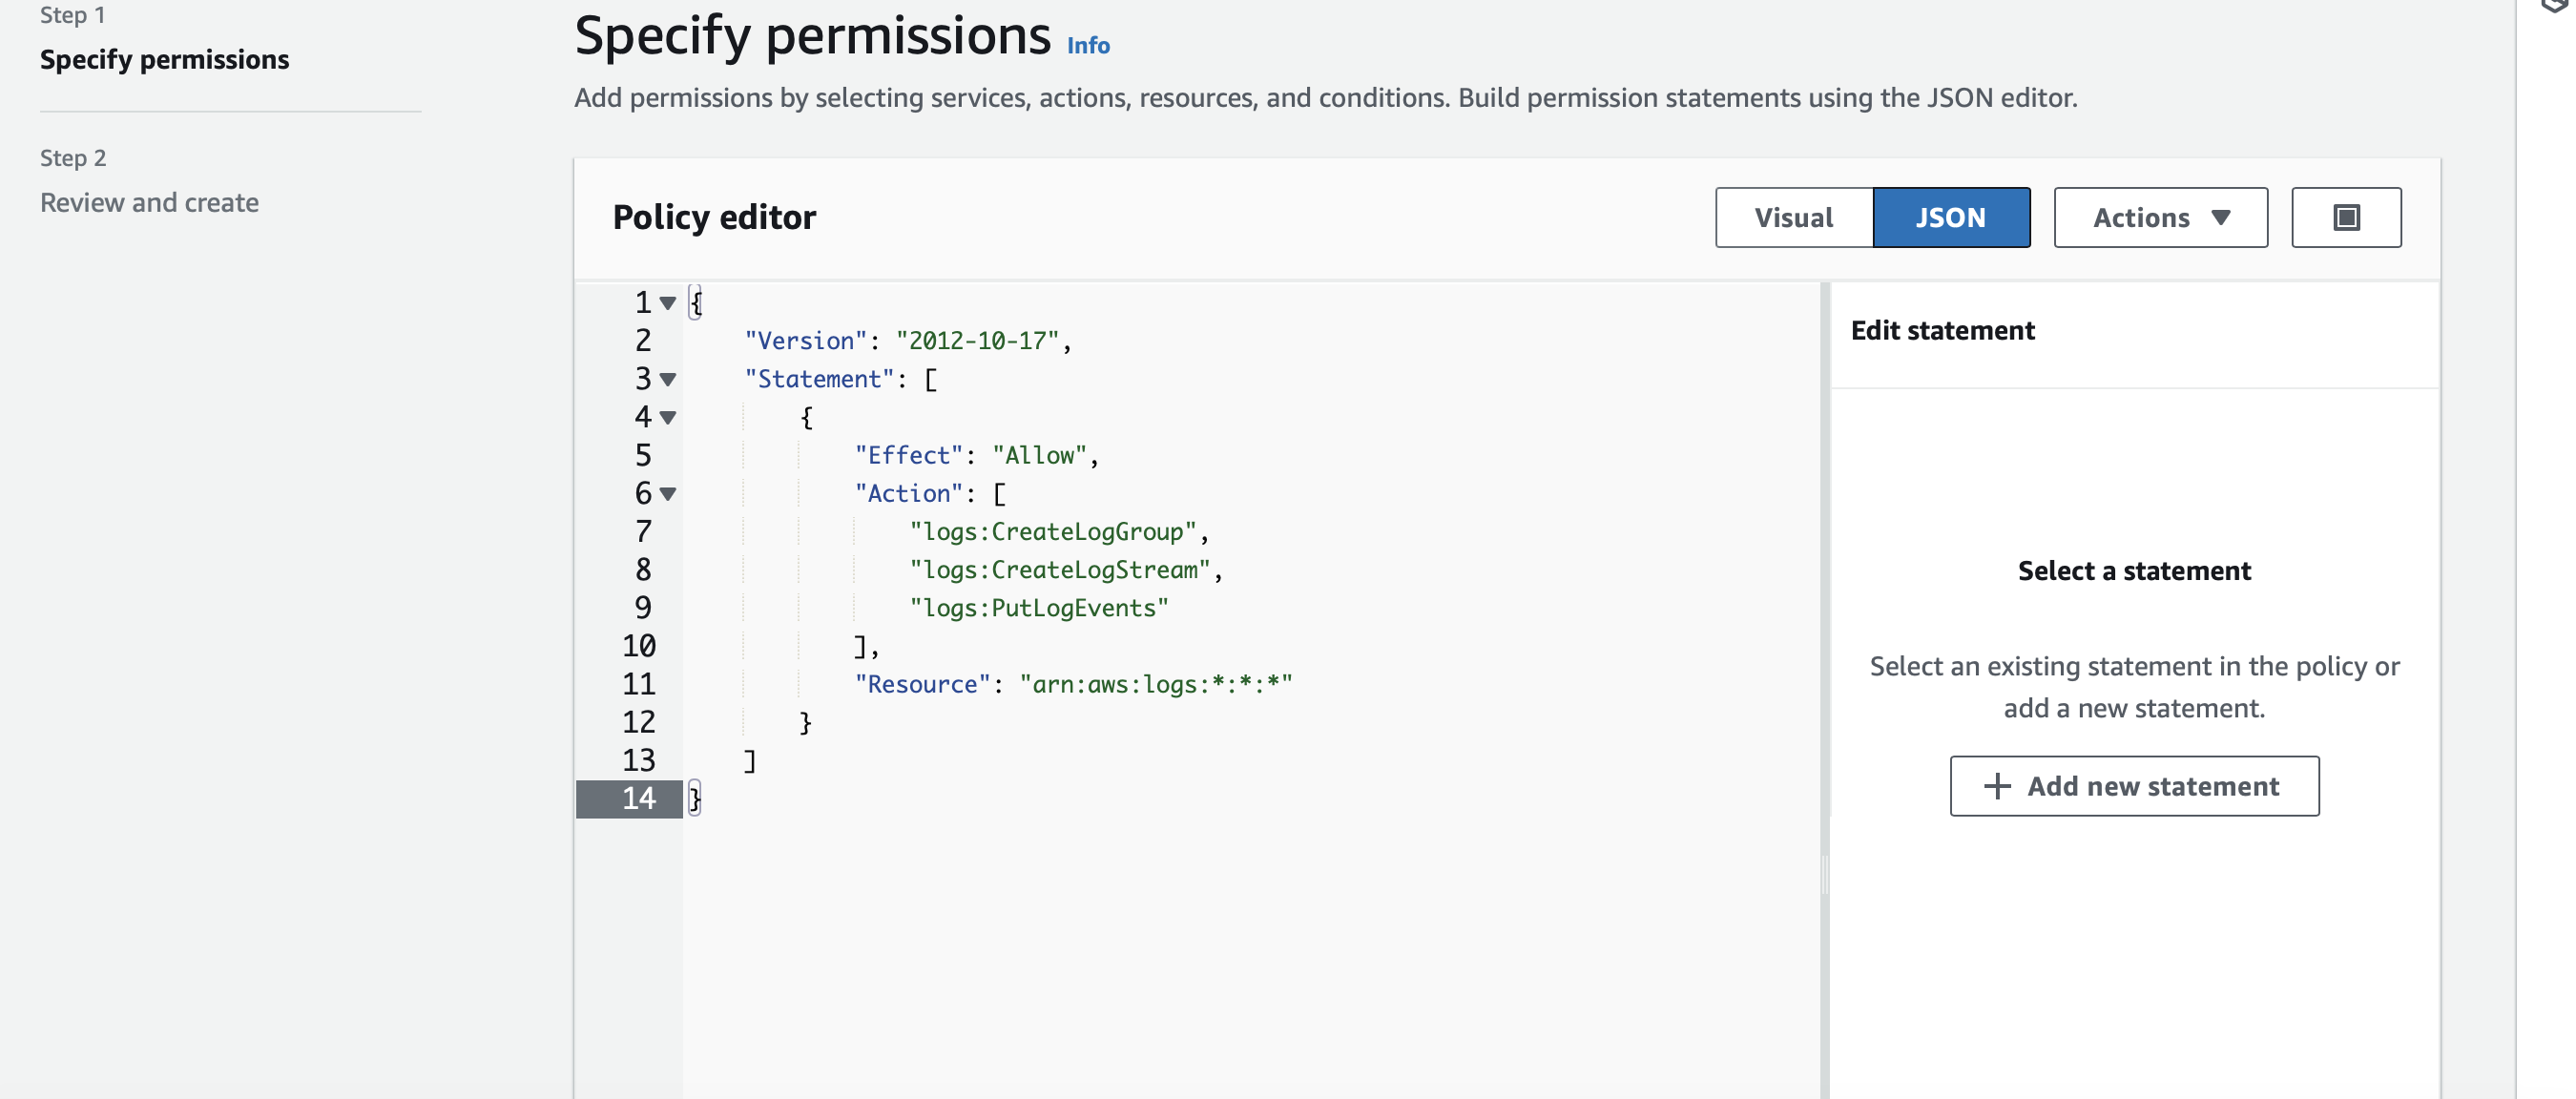 Step 1
Specify permissions
Step 2
Review and create
Specify permissions Info
Add permissions by selecting services, actions, resources, and conditions. Build permission statements using the JSON editor.
Policy editor
Visual
JSON
Actions
1 {
2 "Version": "2012-10-17",
3 "Statement": [
4 {
5 "Effect": "Allow",
6 "Action": [
7 "logs:CreateLogGroup",
8 "logs:CreateLogStream",
9 "logs:PutLogEvents"
10 ],
11 "Resource": "arn:aws:logs:*:*:*"
12 }
13 ]
14 }
Edit statement
Select a statement
Select an existing statement in the policy or
add a new statement.
+ Add new statement